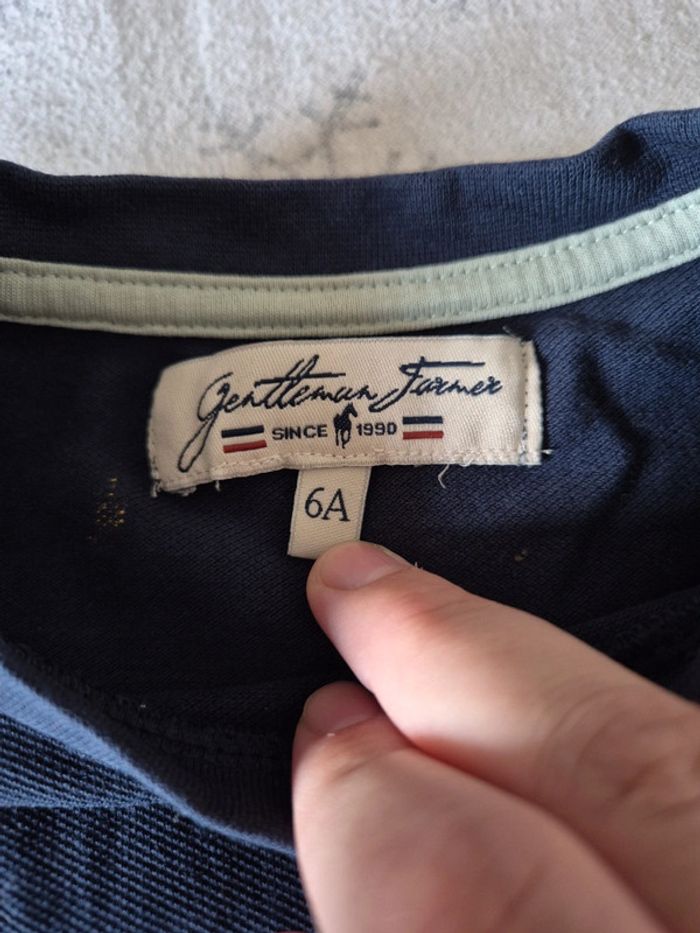 Gentleman Farmer
SINCE 1990
6A